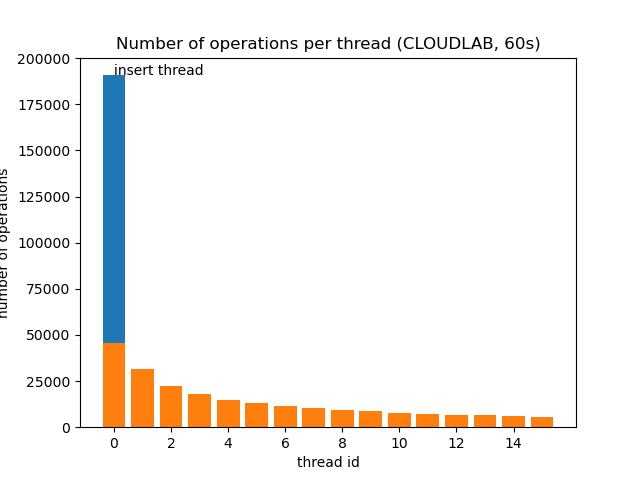 Number of operations per thread (CLOUDLAB, 60s)
200000
175000
150000
125000
100000
75000
50000
25000
0
number of operations
insert thread
0 2 4 6 8 10 12 14
thread id